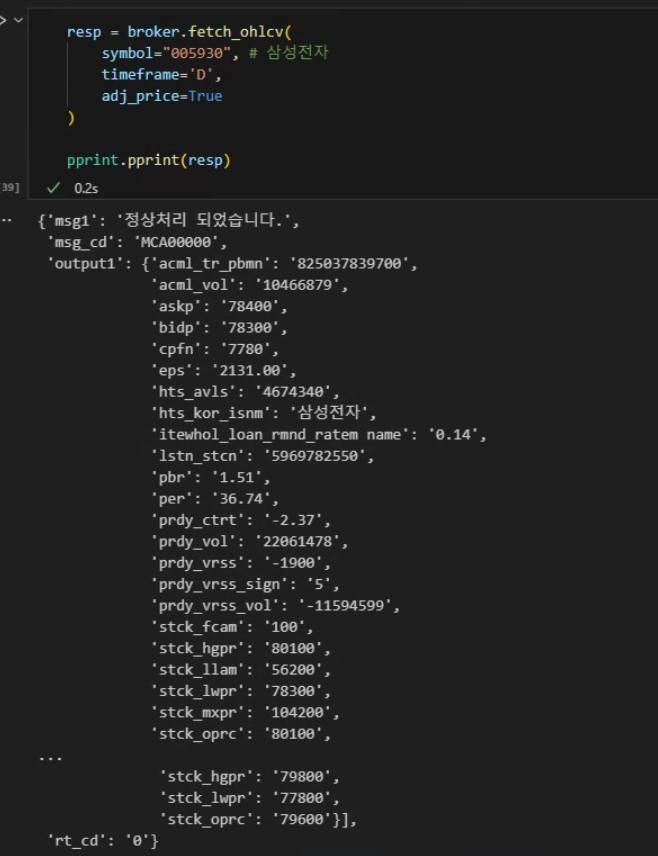 resp = broker.fetch_ohlcv(
    symbol="005930", # 삼성전자
    timeframe='D',
    adj_price=True
)
pprint.pprint(resp)
39]
0.2s
{'msg1': '정상처리 되었습니다.',
 'msg_cd': 'MCA00000',
 'output1': {'acml_tr_pbmn': '825037839700',
             'acml_vol': '10466879',
             'askp': '78400',
             'bidp': '78300',
             'cpfn': '7780',
             'eps': '2131.00',
             'hts_avls': '4674340',
             'hts_kor_isnm': '삼성전자',
             'itewhol_loan_rmnd_ratem name': '0.14',
             'lstn_stcn': '5969782550',
             'pbr': '1.51',
             'per': '36.74',
             'prdy_ctrt': '-2.37',
             'prdy_vol': '22061478',
             'prdy_vrss': '-1900',
             'prdy_vrss_sign': '5',
             'prdy_vrss_vol': '-11594599',
             'stck_fcam': '100',
             'stck_hgpr': '80100',
             'stck_llam': '56200',
             'stck_lwpr': '78300',
             'stck_mxpr': '104200',
             'stck_oprc': '80100',
...
              'stck_hgpr': '79800',
              'stck_lwpr': '77800',
              'stck_oprc': '79600'}],
 'rt_cd': '0'}